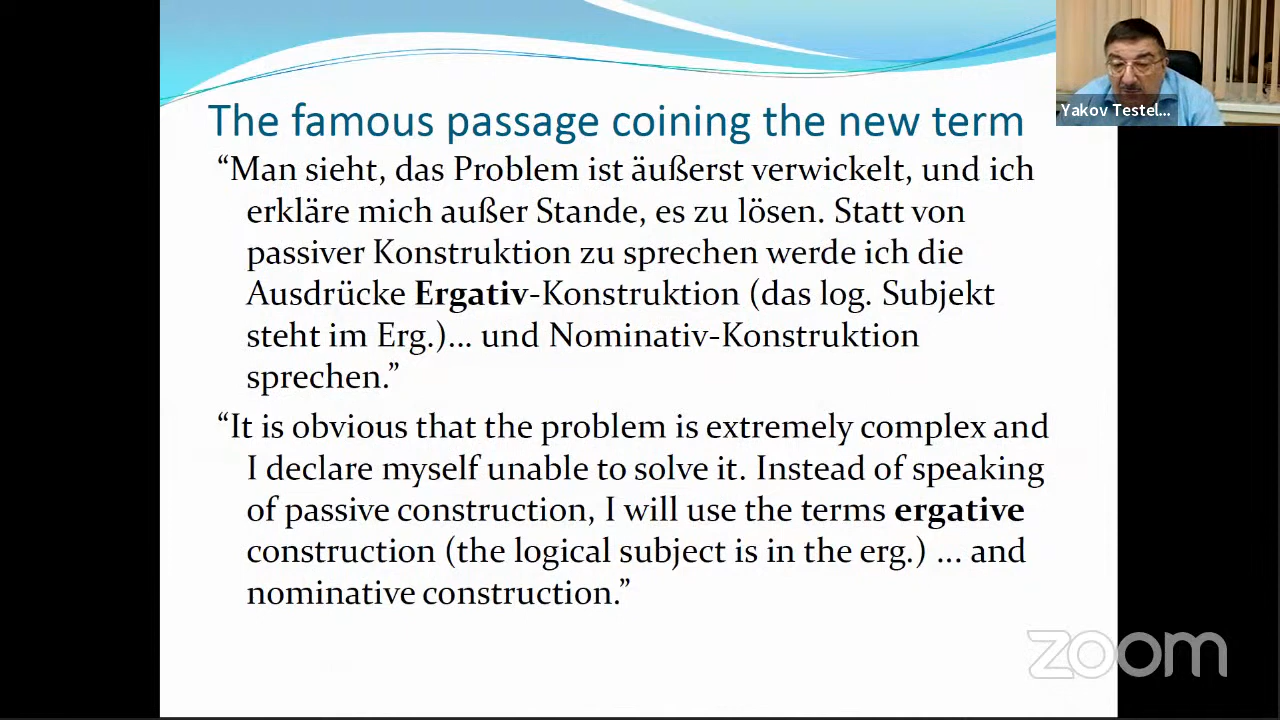 The famous passage coining the new term
“Man sieht, das Problem ist äußerst verwickelt, und ich
erkläre mich außer Stande, es zu lösen. Statt von
passiver Konstruktion zu sprechen werde ich die
Ausdrücke Ergativ-Konstruktion (das log. Subjekt
steht im Erg.)... und Nominativ-Konstruktion
sprechen.”
“It is obvious that the problem is extremely complex and
I declare myself unable to solve it. Instead of speaking
of passive construction, I will use the terms ergative
construction (the logical subject is in the erg.) ... and
nominative construction.”
Yakov Testel...
zoom